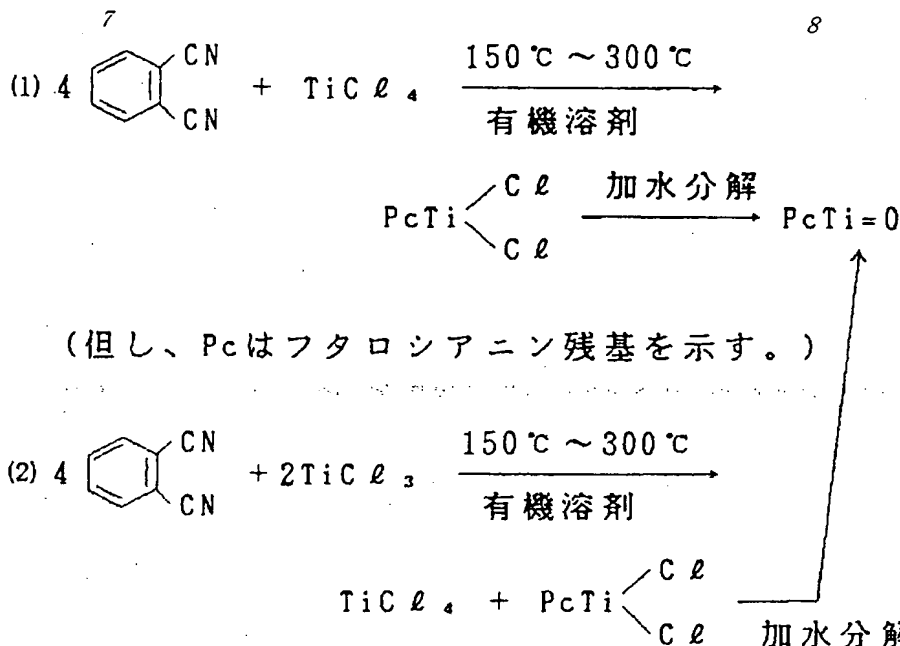 7 8
(1) 4 CN + TiCℓ₄ 150℃～300℃
CN 有機溶剤
PcTi Cℓ 加水分解 PcTi=O
Cℓ
(但し、Pcはフタロシアニン残基を示す。)
(2) 4 CN + 2TiCℓ₃ 150℃～300℃
CN 有機溶剤
TiCℓ₄ + PcTi Cℓ
Cℓ 加水分解